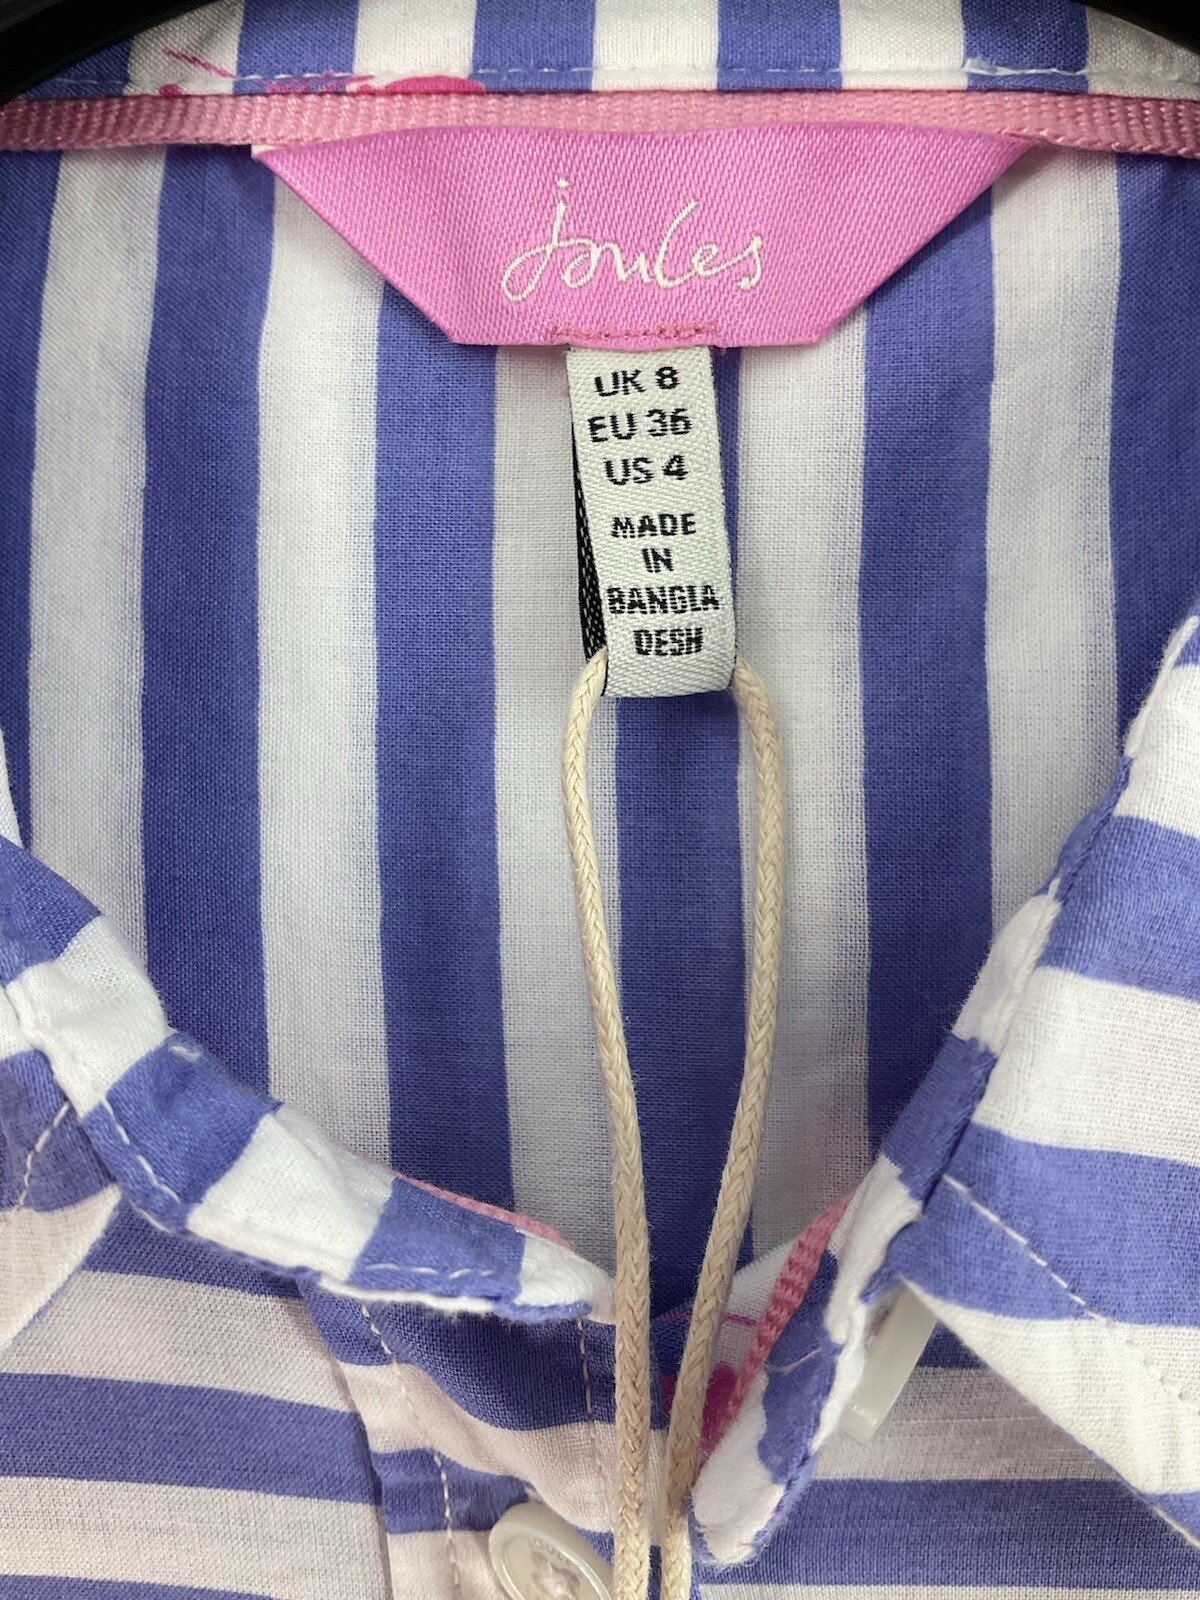 joules
UK 8
EU 36
US 4
MADE
IN
BANGLA
DESH